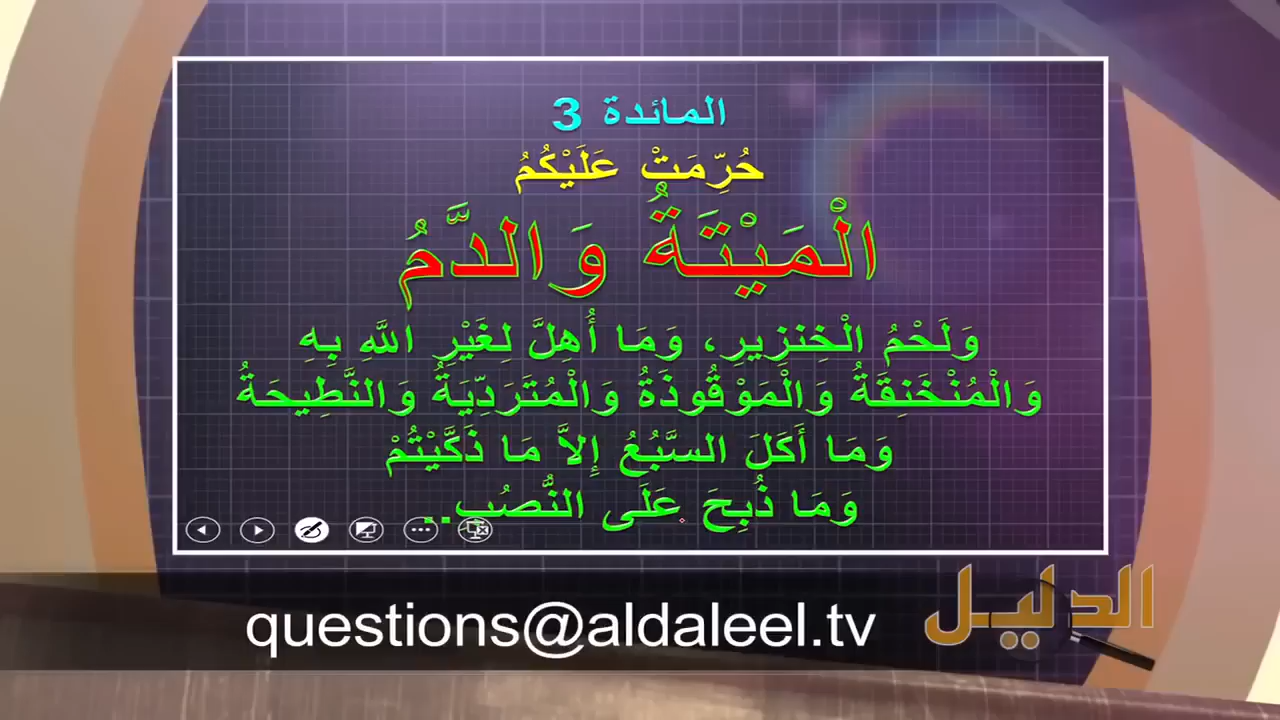 المائدة 3
حُرِّمَتْ عَلَيْكُمُ
الْمَيْتَةُ وَالدَّمُ
وَلَحْمُ الْخِنزِيرِ، وَمَا أُهِلَّ لِغَيْرِ اللَّهِ بِهِ
وَالْمُنْخَنِقَةُ وَالْمَوْقُوذَةُ وَالْمُتَرَدِّيَةُ وَالنَّطِيحَةُ
وَمَا أَكَلَ السَّبُعُ إِلاَّ مَا ذَكَّيْتُمْ
وَمَا ذُبِحَ عَلَى النُّصُبِ..
questions@aldaleel.tv
الدليل